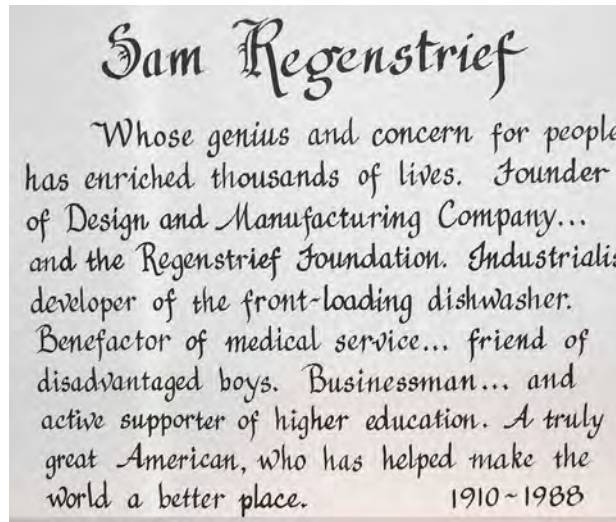 Sam Regenstrief
Whose genius and concern for people
has enriched thousands of lives. Founder
of Design and Manufacturing Company...
and the Regenstrief Foundation. Industrialis
developer of the front-loading dishwasher.
Benefactor of medical service... friend of
disadvantaged boys. Businessman... and
active supporter of higher education. A truly
great American, who has helped make the
world a better place. 1910~1988